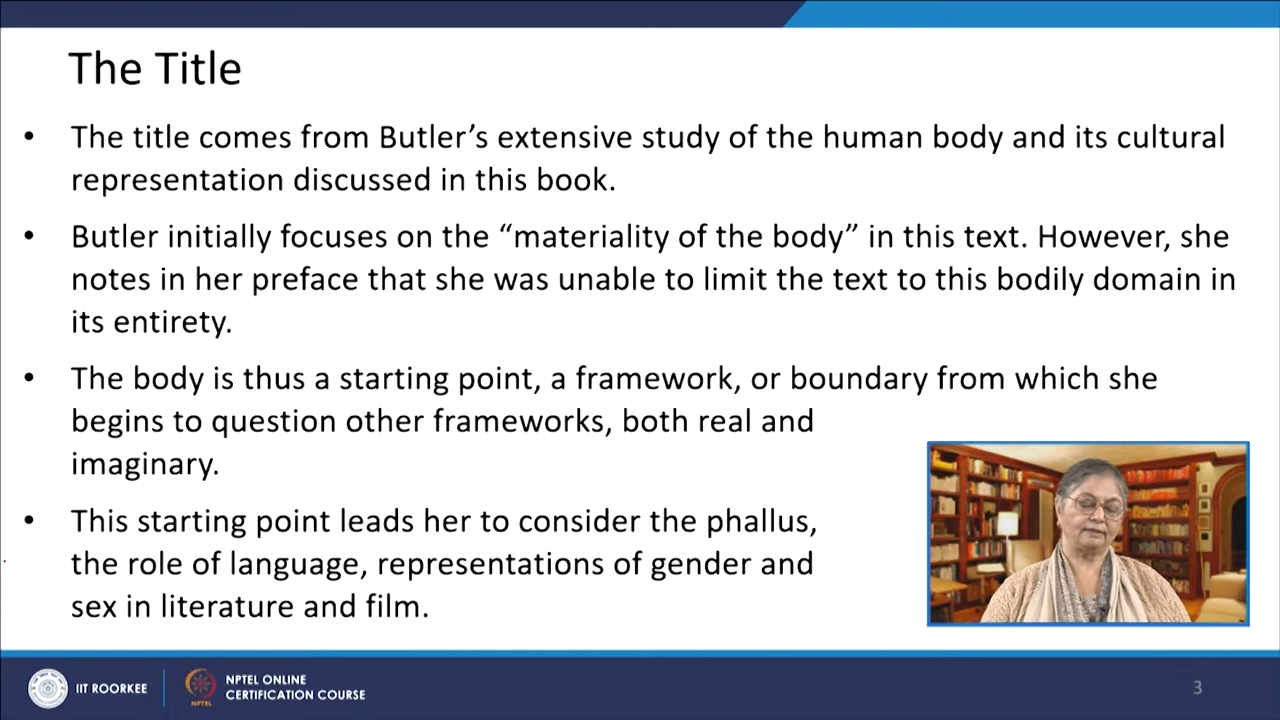 The Title
• The title comes from Butler’s extensive study of the human body and its cultural
representation discussed in this book.
• Butler initially focuses on the “materiality of the body” in this text. However, she
notes in her preface that she was unable to limit the text to this bodily domain in
its entirety.
• The body is thus a starting point, a framework, or boundary from which she
begins to question other frameworks, both real and
imaginary.
• This starting point leads her to consider the phallus,
the role of language, representations of gender and
sex in literature and film.
IIT ROORKEE
NPTEL
NPTEL ONLINE
CERTIFICATION COURSE
3